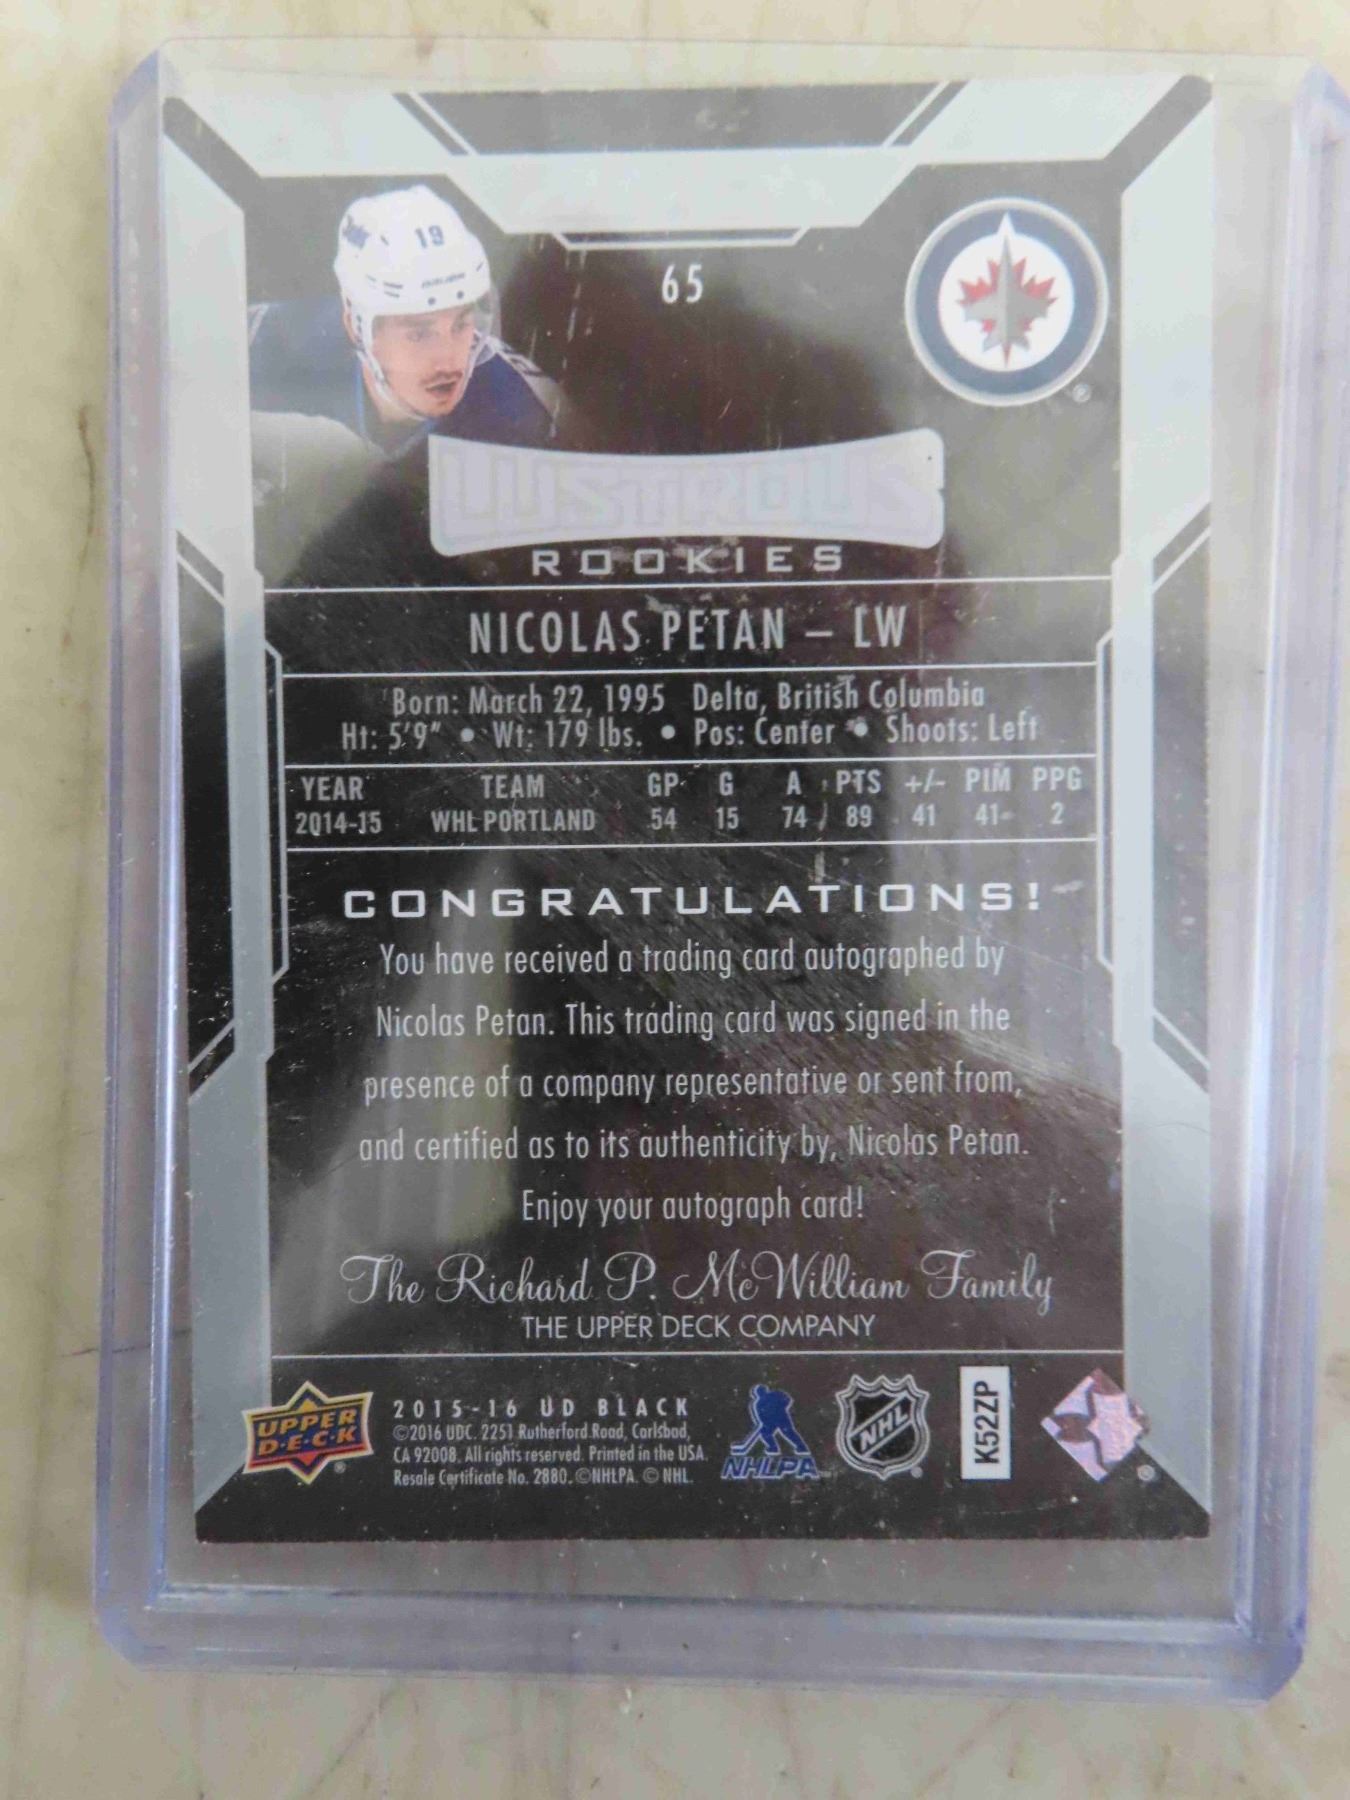 19
65
LUSTROUS
ROOKIES
NICOLAS PETAN – LW
Born: March 22, 1995 Delta, British Columbia
Ht: 5'9" • Wt: 179 lbs. • Pos: Center • Shoots: Left
YEAR TEAM GP G A PTS +/- PIM PPG
2014-15 WHL PORTLAND 54 15 74 89 41 41 2
CONGRATULATIONS!
You have received a trading card autographed by
Nicolas Petan. This trading card was signed in the
presence of a company representative or sent from,
and certified as to its authenticity by, Nicolas Petan.
Enjoy your autograph card!
The Richard P. McWilliam Family
THE UPPER DECK COMPANY
UPPER
D·E·C·K
2015-16 UD BLACK
©2016 UDC. 2251 Rutherford Road, Carlsbad,
CA 92008. All rights reserved. Printed in the USA.
Resale Certificate No. 2880. ©NHLPA. © NHL.
NHLPA
NHL
K52ZP